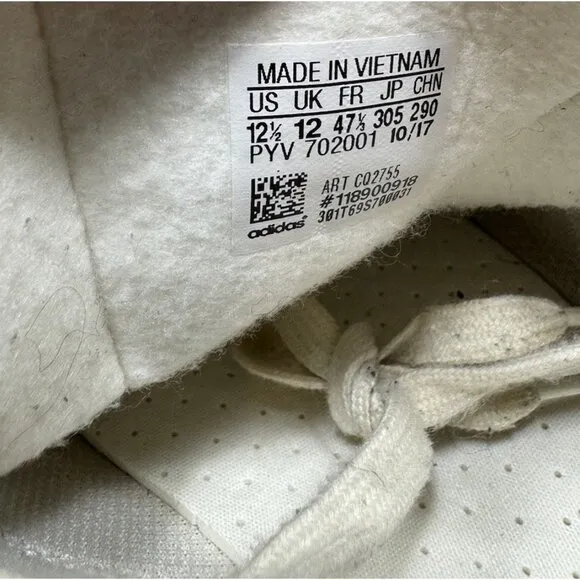 MADE IN VIETNAM
US UK FR JP CHN
12½ 12 47⅓ 305 290
PYV 702001 10/17
ART CQ2755
#118900918
301T69S700031
adidas